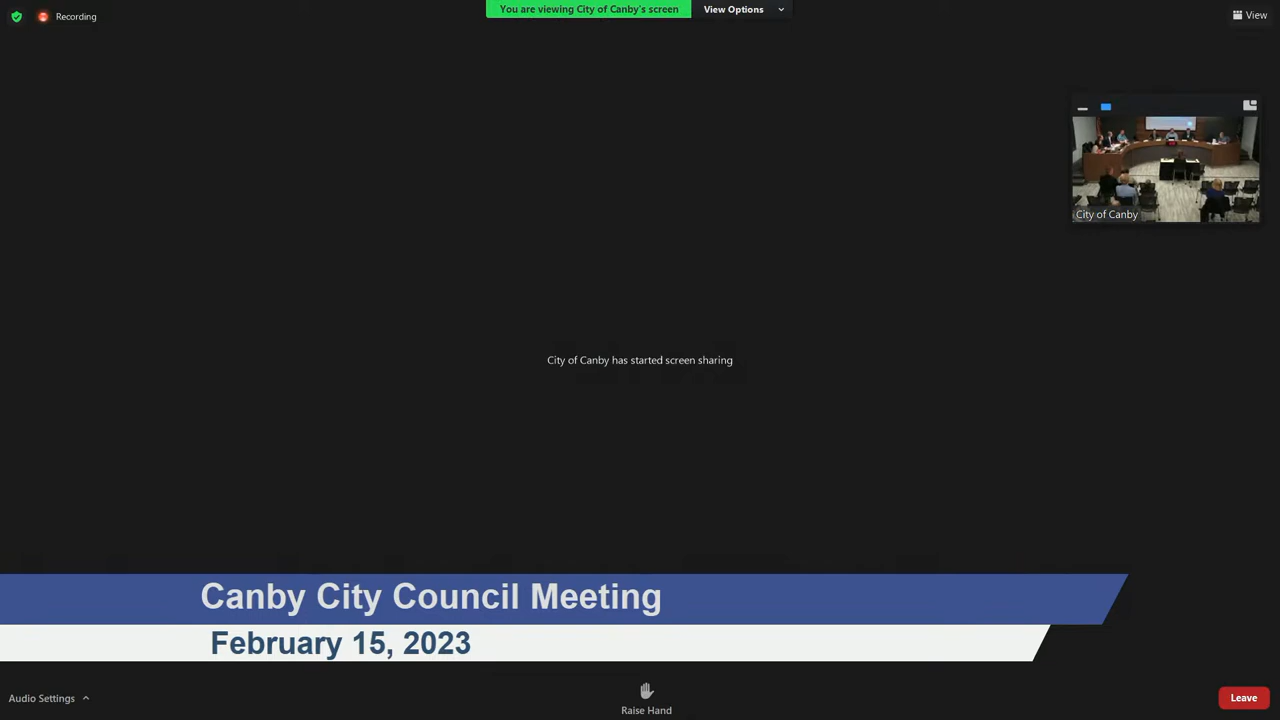 Recording
You are viewing City of Canby's screen
View Options
View
City of Canby
City of Canby has started screen sharing
Canby City Council Meeting
February 15, 2023
Audio Settings
Raise Hand
Leave